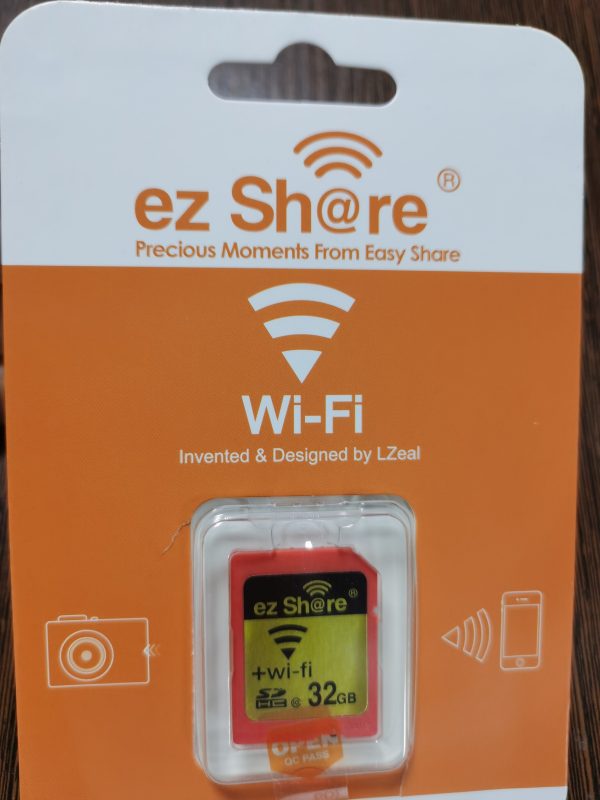 ez Sh@re ®
Precious Moments From Easy Share
Wi-Fi
Invented & Designed by LZeal
ez Sh@re ®
+wi-fi
SD HC @ 32GB
OPEN
QC PASS